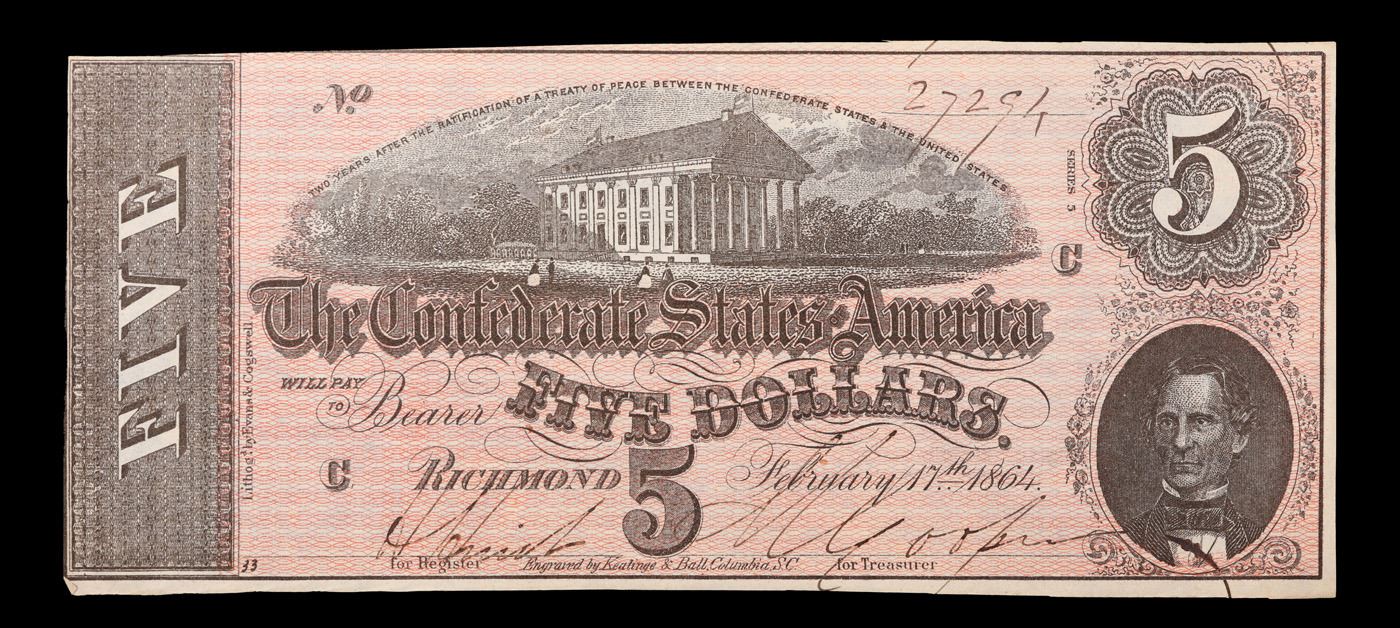 FIVE
No
TWO YEARS AFTER THE RATIFICATION OF A TREATY OF PEACE BETWEEN THE CONFEDERATE STATES & THE UNITED STATES
27294
SERIES 5
5
C
The Confederate States of America
WILL PAY
TO Bearer FIVE DOLLARS.
C RICHMOND 5 February 17th 1864.
Cooper
for Register Engraved by Keatinge & Ball, Columbia, S.C. for Treasurer
33
Lithog'd by Evans & Cogswell